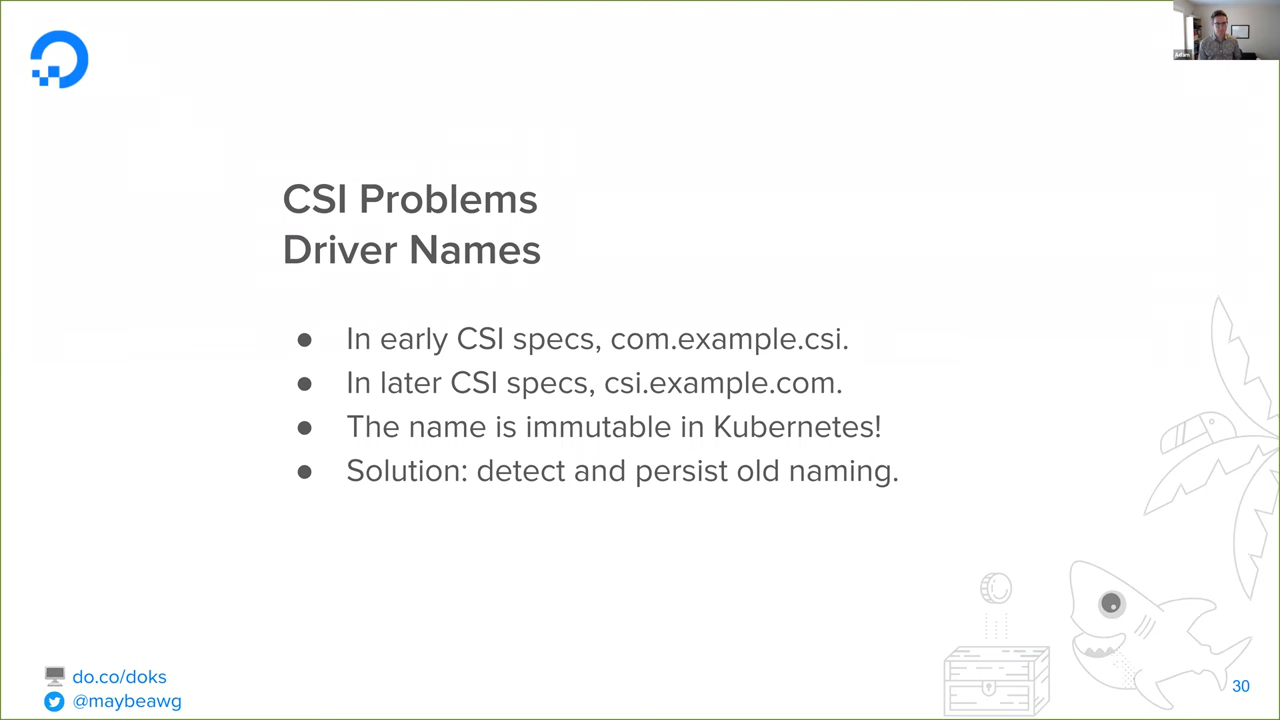 Adam
CSI Problems
Driver Names
● In early CSI specs, com.example.csi.
● In later CSI specs, csi.example.com.
● The name is immutable in Kubernetes!
● Solution: detect and persist old naming.
do.co/doks
@maybeawg
30